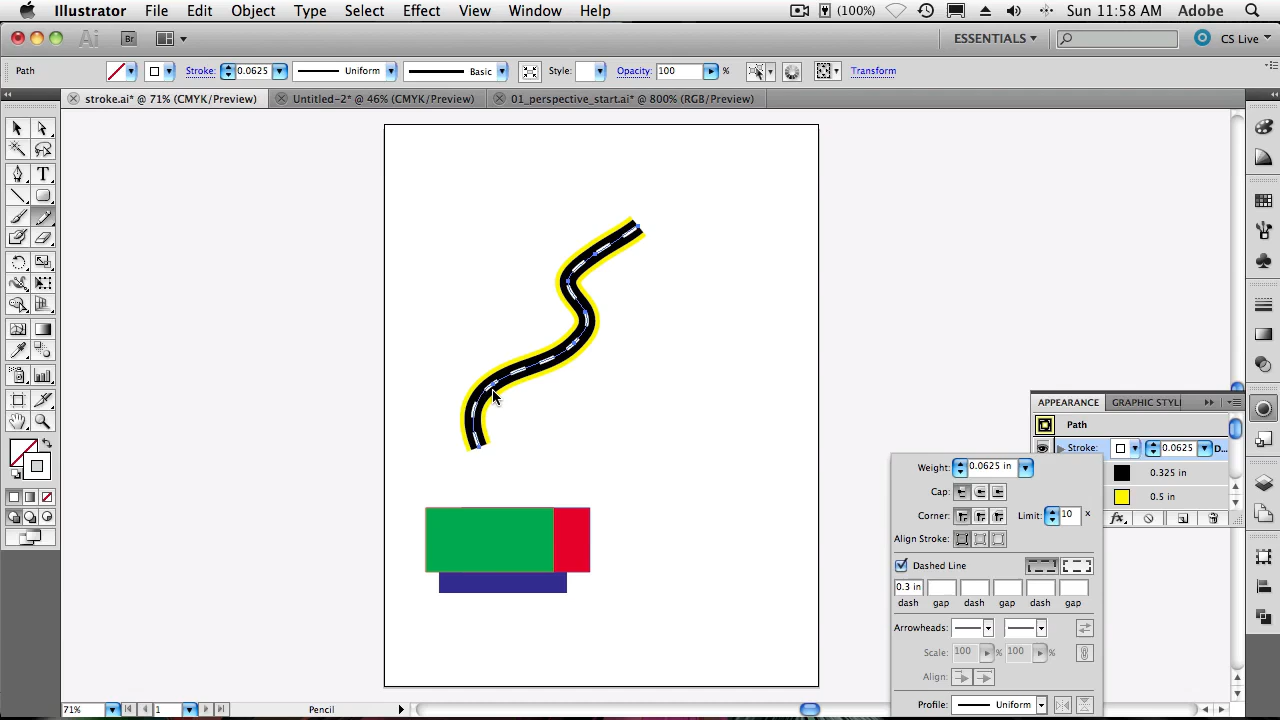 Illustrator File Edit Object Type Select Effect View Window Help (100%) Sun 11:58 AM Adobe
Ai Br ESSENTIALS CS Live
Path Stroke: 0.0625 Uniform Basic Style: Opacity: 100 % Transform
stroke.ai* @ 71% (CMYK/Preview) Untitled-2* @ 46% (CMYK/Preview) 01_perspective_start.ai* @ 800% (RGB/Preview)
T
APPEARANCE GRAPHIC STYL
Path
Stroke: 0.0625 D...
0.325 in
0.5 in
fx
Weight: 0.0625 in
Cap:
Corner: Limit: 10 x
Align Stroke:
Dashed Line
0.3 in
dash gap dash gap dash gap
Arrowheads:
Scale: 100 % 100 %
Align:
Profile: Uniform
71% 1 Pencil